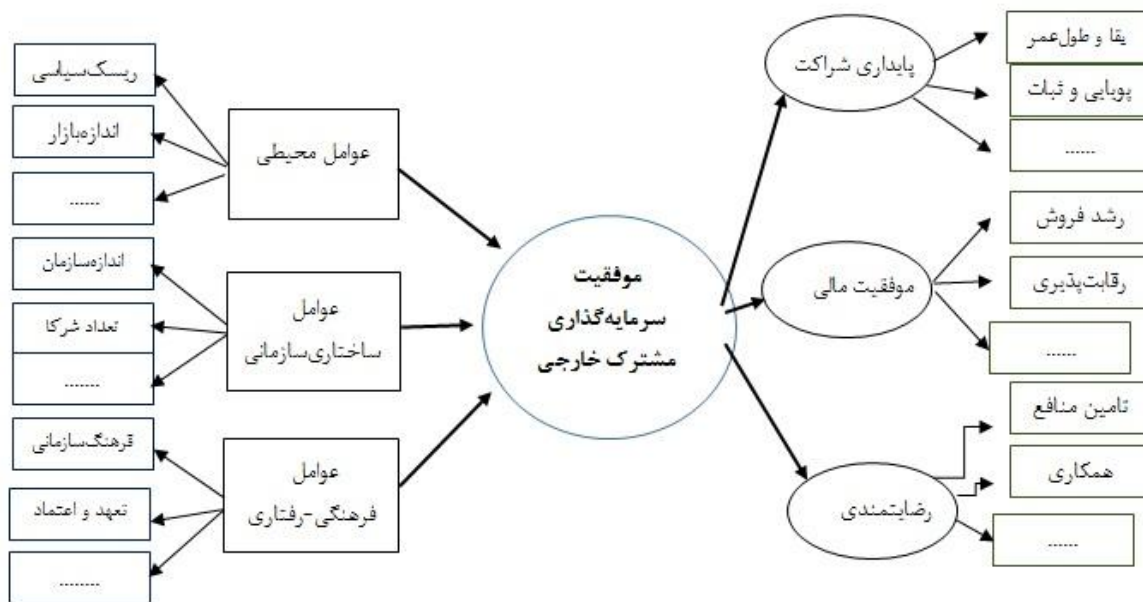 یقا و طول‌عمر
پویایی و ثبات
......
رشد فروش
رقابت‌پذیری
......
تامین منافع
همکاری
......
پایداری شراکت
موفقیت مالی
رضایتمندی
موفقیت
سرمایه‌گذاری
مشترک خارجی
عوامل محیطی
عوامل
ساختاری‌سازمانی
عوامل
فرهنگی-رفتاری
ریسک‌سیاسی
اندازه‌بازار
......
اندازه‌سازمان
تعداد شرکا
.......
قرهنگ‌سازمانی
تعهد و اعتماد
........